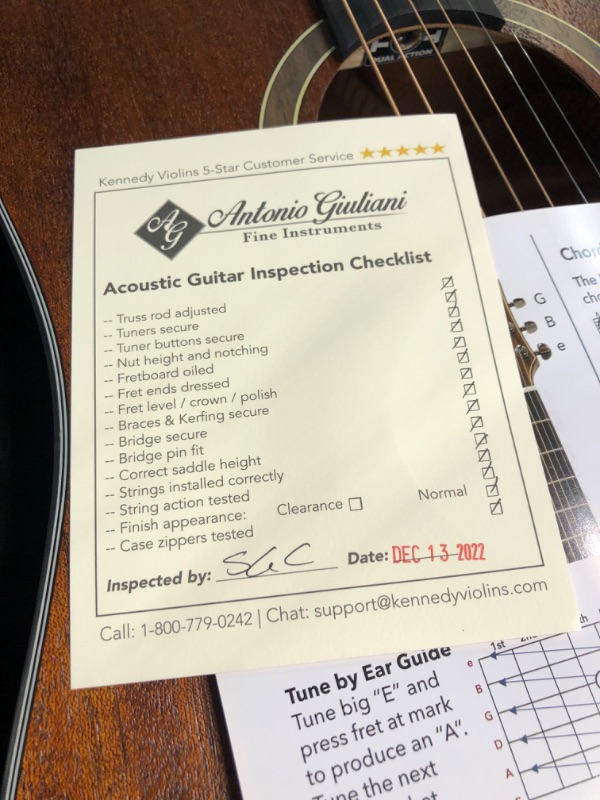 DUAL ACTION
Kennedy Violins 5-Star Customer Service ★★★★★
AG
Antonio Giuliani
Fine Instruments
Acoustic Guitar Inspection Checklist
-- Truss rod adjusted ☑
-- Tuners secure ☑
-- Tuner buttons secure ☑
-- Nut height and notching ☑
-- Fretboard oiled ☑
-- Fret ends dressed ☑
-- Fret level / crown / polish ☑
-- Braces & Kerfing secure ☑
-- Bridge secure ☑
-- Bridge pin fit ☑
-- Correct saddle height ☑
-- Strings installed correctly ☑
-- String action tested ☑
-- Finish appearance: Clearance ☐ Normal ☑
-- Case zippers tested ☑
Inspected by: SGC Date: DEC 13 2022
Call: 1-800-779-0242 | Chat: support@kennedyviolins.com
The
G
B
e
Tune by Ear Guide
Tune big "E" and
press fret at mark
to produce an "A".
Tune the next
1st
e
B
G
D
A